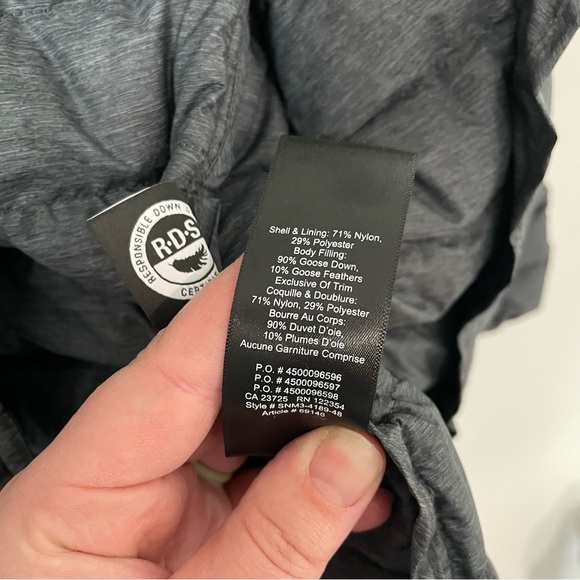 RESPONSIBLE DOWN
R·D·S
Shell & Lining: 71% Nylon,
29% Polyester
Body Filling:
90% Goose Down,
10% Goose Feathers
Exclusive Of Trim
Coquille & Doublure:
71% Nylon, 29% Polyester
Bourre Au Corps:
90% Duvet D'oie,
10% Plumes D'oie
Aucune Garniture Comprise
P.O. # 4500096596
P.O. # 4500096597
P.O. # 4500096598
CA 23725 RN 122354
Style # SNM3-4189-48
Article # 69146